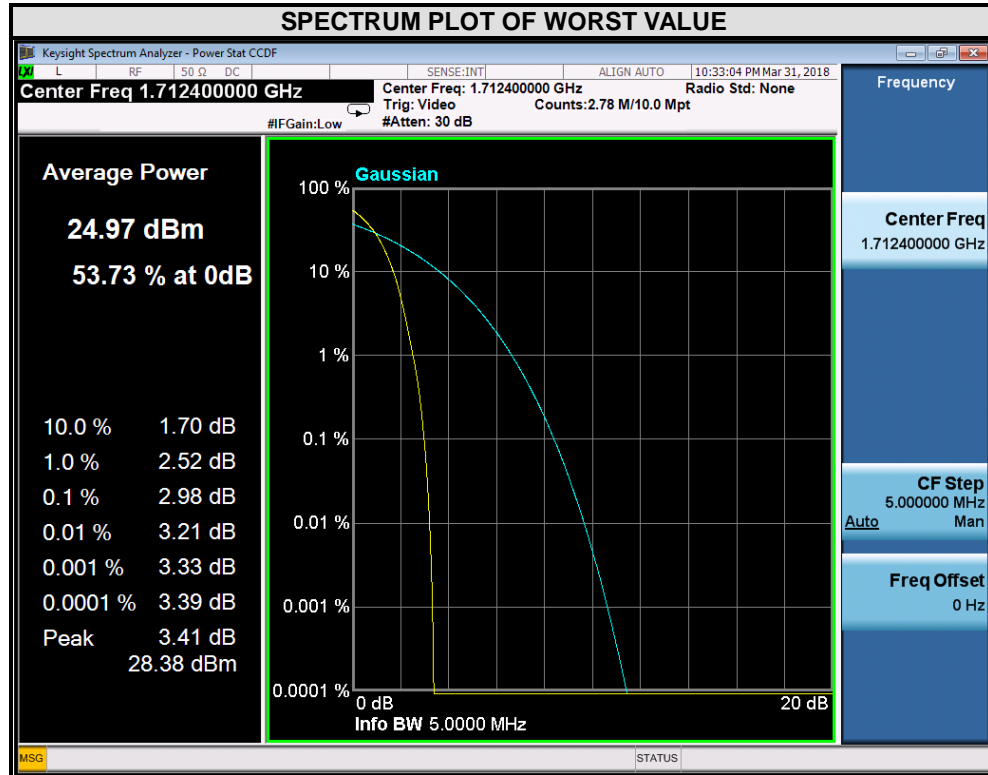 SPECTRUM PLOT OF WORST VALUE
Keysight Spectrum Analyzer - Power Stat CCDF
LXI L RF 50 Ω DC SENSE:INT ALIGN AUTO 10:33:04 PM Mar 31, 2018
Center Freq 1.712400000 GHz
Center Freq: 1.712400000 GHz Radio Std: None
Trig: Video Counts:2.78 M/10.0 Mpt
#IFGain:Low #Atten: 30 dB
Average Power
24.97 dBm
53.73 % at 0dB
10.0 % 1.70 dB
1.0 % 2.52 dB
0.1 % 2.98 dB
0.01 % 3.21 dB
0.001 % 3.33 dB
0.0001 % 3.39 dB
Peak 3.41 dB
28.38 dBm
Gaussian
100 %
10 %
1 %
0.1 %
0.01 %
0.001 %
0.0001 %
0 dB 20 dB
Info BW 5.0000 MHz
Frequency
Center Freq
1.712400000 GHz
CF Step
5.000000 MHz
Auto Man
Freq Offset
0 Hz
MSG STATUS